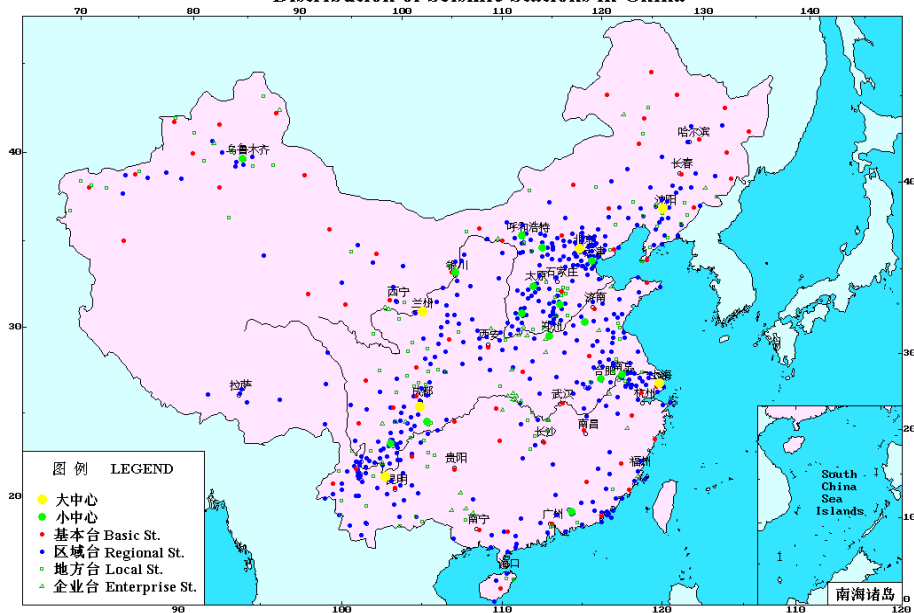 Distribution of Seismic Stations in China
70 80 90 100 110 120 130 140
哈尔滨
乌鲁木齐
40
长春
40
沈阳
呼和浩特
北京
银川
太原 石家庄
西宁
济南
兰州
30
西安
郑州
30
合肥 南京 上海
拉萨
成都
武汉
杭州
南昌
长沙
20
图 例 LEGEND
贵阳
福州
South
China
Sea
Islands
20
昆明
大中心
小中心
广州
南宁
基本台 Basic St.
区域台 Regional St.
10
地方台 Local St.
海口
企业台 Enterprise St.
南海诸岛
0
90 100 110 120